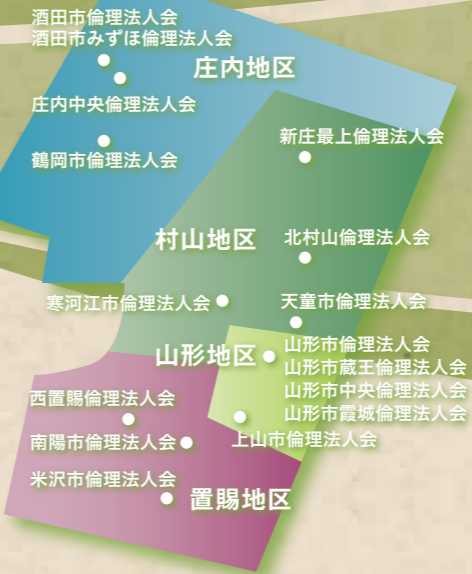 酒田市倫理法人会
酒田市みずほ倫理法人会
庄内地区
庄内中央倫理法人会
鶴岡市倫理法人会
新庄最上倫理法人会
村山地区
北村山倫理法人会
寒河江市倫理法人会
天童市倫理法人会
山形地区
山形市倫理法人会
山形市蔵王倫理法人会
山形市中央倫理法人会
山形市霞城倫理法人会
西置賜倫理法人会
上山市倫理法人会
南陽市倫理法人会
米沢市倫理法人会
置賜地区